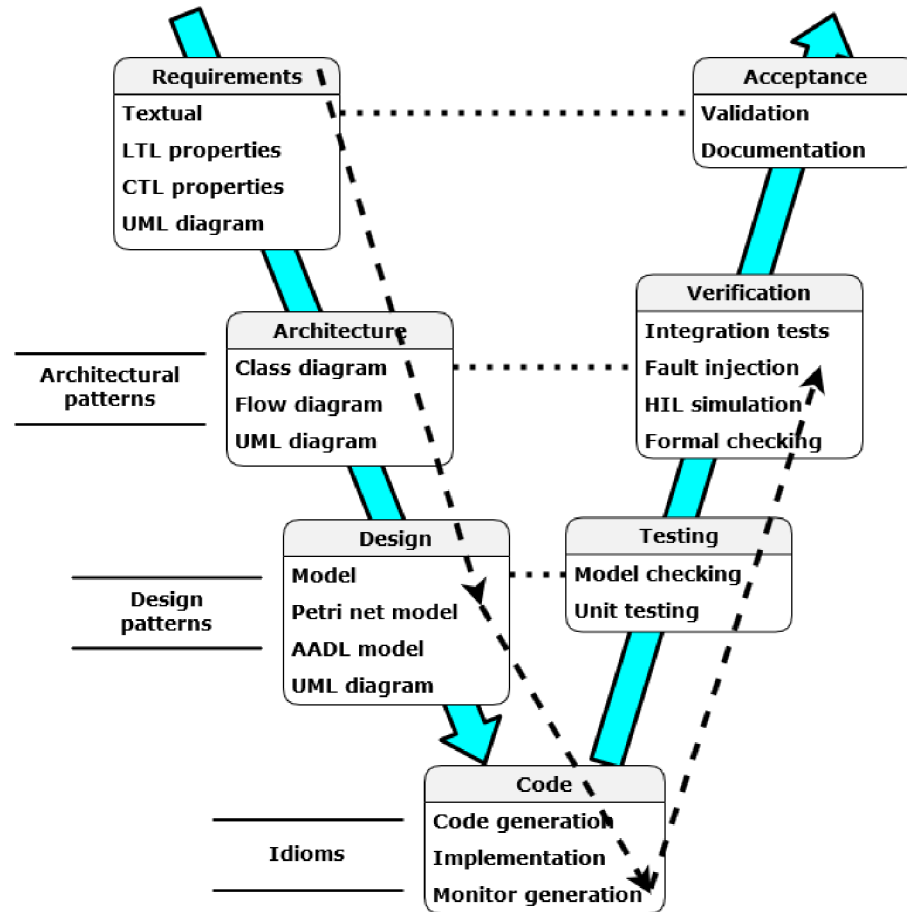 Requirements
Textual
LTL properties
CTL properties
UML diagram
Acceptance
Validation
Documentation
Architectural
patterns
Architecture
Class diagram
Flow diagram
UML diagram
Verification
Integration tests
Fault injection
HIL simulation
Formal checking
Design
patterns
Design
Model
Petri net model
AADL model
UML diagram
Testing
Model checking
Unit testing
Idioms
Code
Code generation
Implementation
Monitor generation